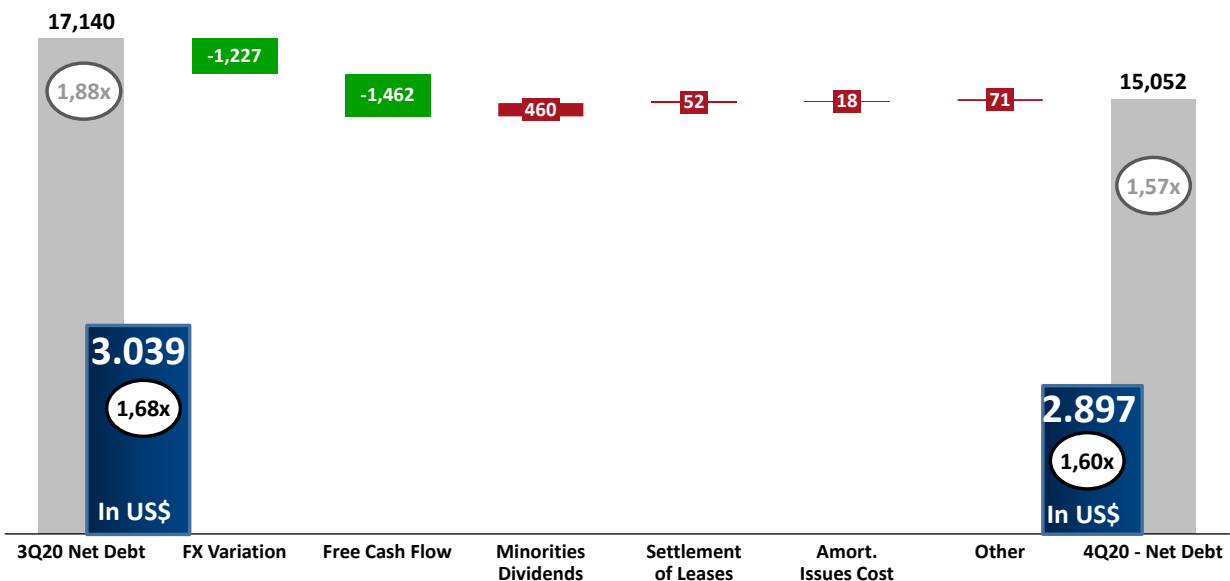 17,140
1,88x
-1,227
-1,462
460
52
18
71
15,052
1,57x
3.039
1,68x
In US$
2.897
1,60x
In US$
3Q20 Net Debt
FX Variation
Free Cash Flow
Minorities
Dividends
Settlement
of Leases
Amort.
Issues Cost
Other
4Q20 - Net Debt